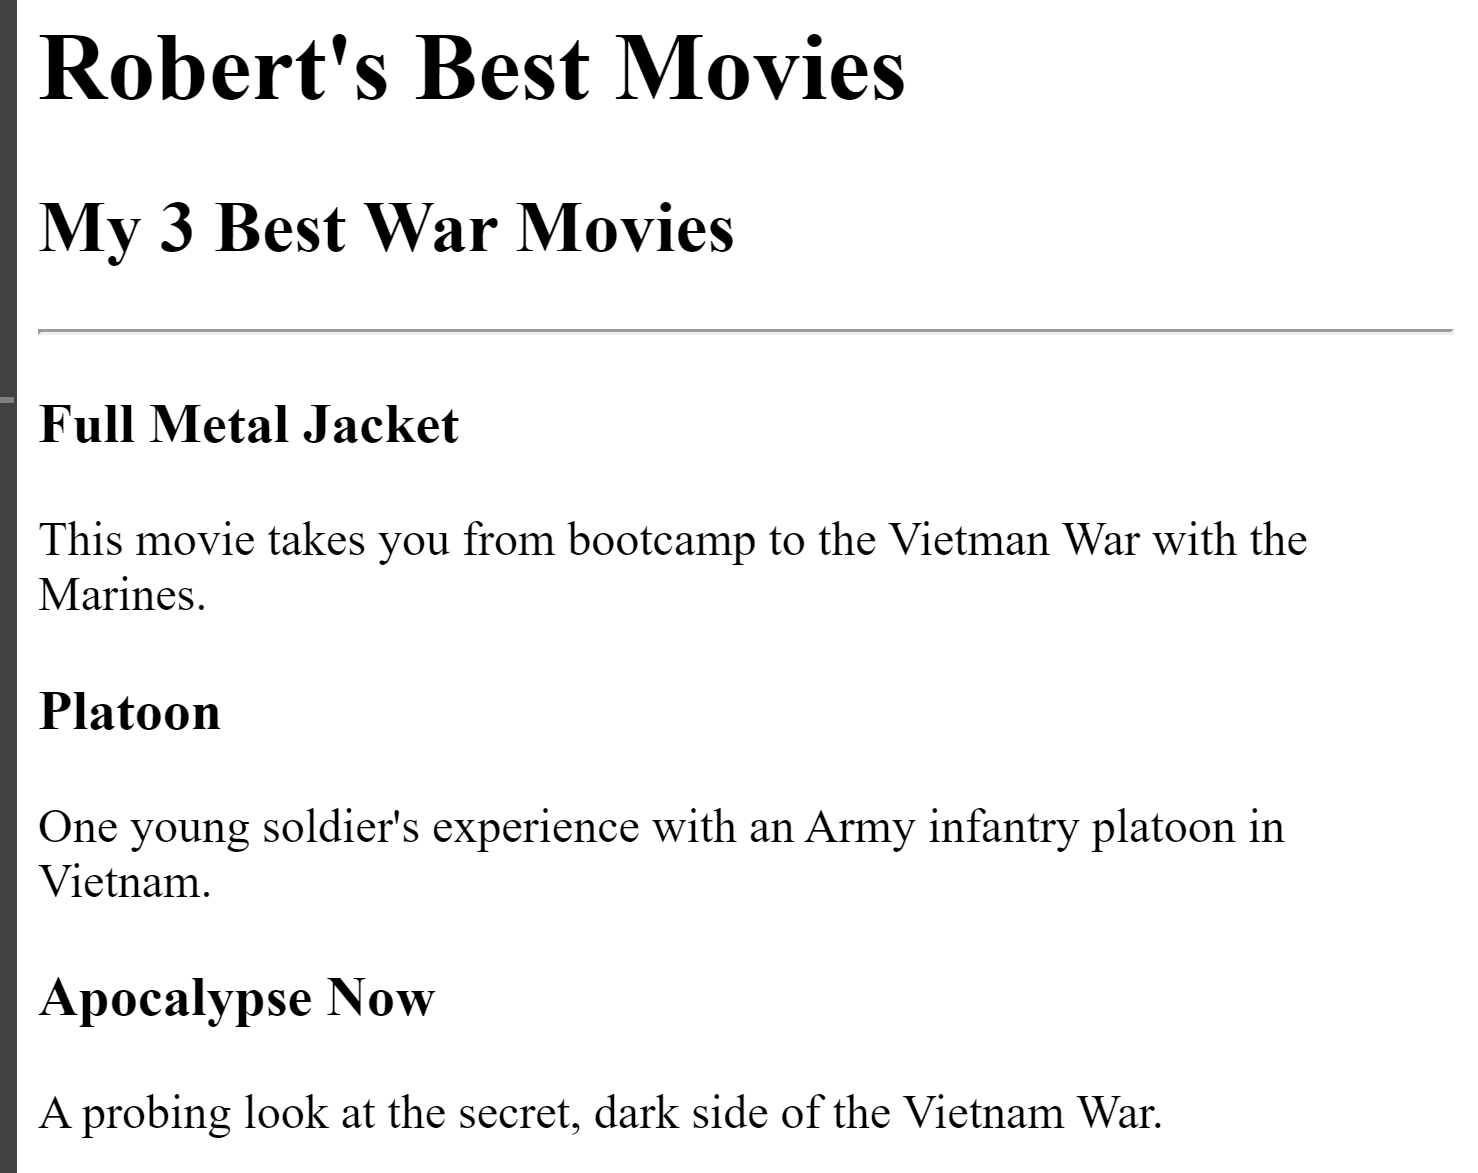 Robert's Best Movies
My 3 Best War Movies
Full Metal Jacket
This movie takes you from bootcamp to the Vietman War with the
Marines.
Platoon
One young soldier's experience with an Army infantry platoon in
Vietnam.
Apocalypse Now
A probing look at the secret, dark side of the Vietnam War.